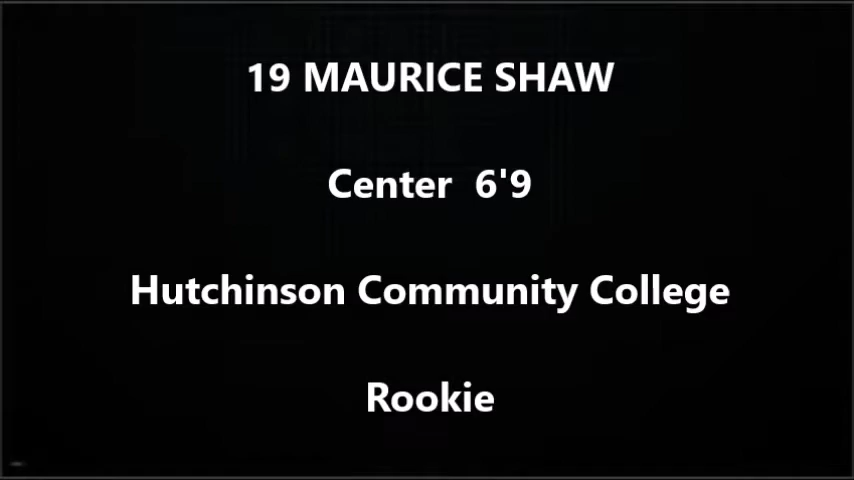 19 MAURICE SHAW
Center 6'9
Hutchinson Community College
Rookie